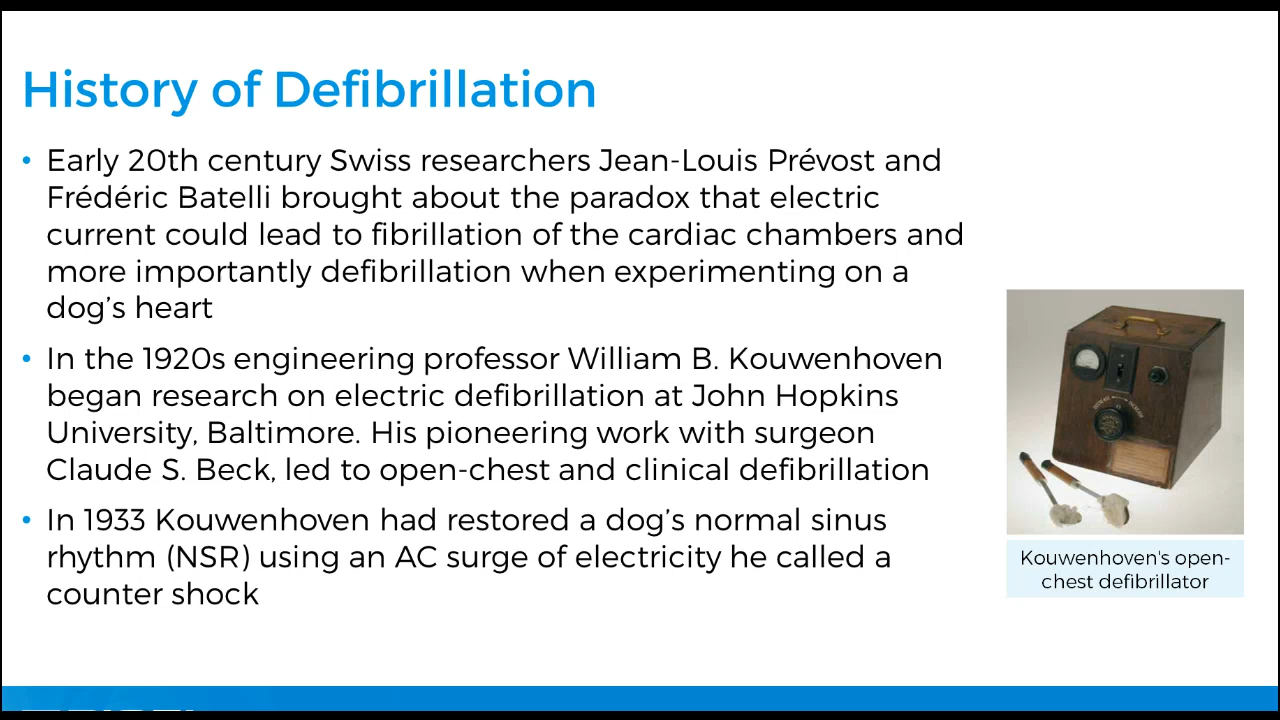 History of Defibrillation
• Early 20th century Swiss researchers Jean-Louis Prévost and
Frédéric Batelli brought about the paradox that electric
current could lead to fibrillation of the cardiac chambers and
more importantly defibrillation when experimenting on a
dog's heart
• In the 1920s engineering professor William B. Kouwenhoven
began research on electric defibrillation at John Hopkins
University, Baltimore. His pioneering work with surgeon
Claude S. Beck, led to open-chest and clinical defibrillation
• In 1933 Kouwenhoven had restored a dog's normal sinus
rhythm (NSR) using an AC surge of electricity he called a
counter shock
Kouwenhoven's open-
chest defibrillator